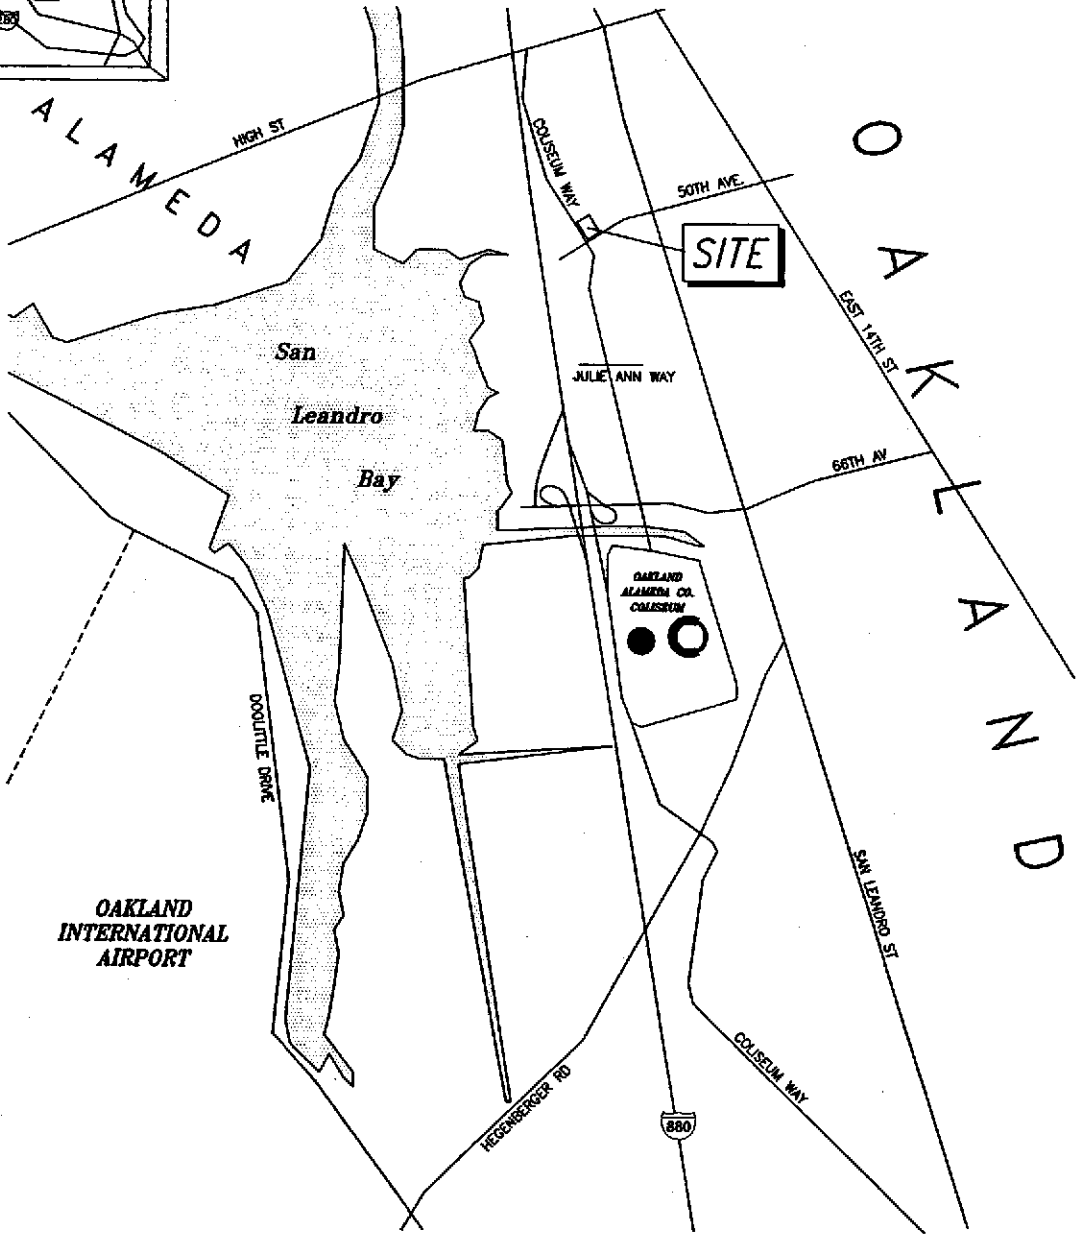 ALAMEDA
HIGH ST
COLISEUM WAY
50TH AVE.
SITE
OAKLAND
EAST 14TH ST
San
Leandro
Bay
JULIE ANN WAY
66TH AV
OAKLAND
ALAMEDA CO.
COLISEUM
DOOLITTLE DRIVE
OAKLAND
INTERNATIONAL
AIRPORT
SAN LEANDRO ST
COLISEUM WAY
HEGENBERGER RD
880